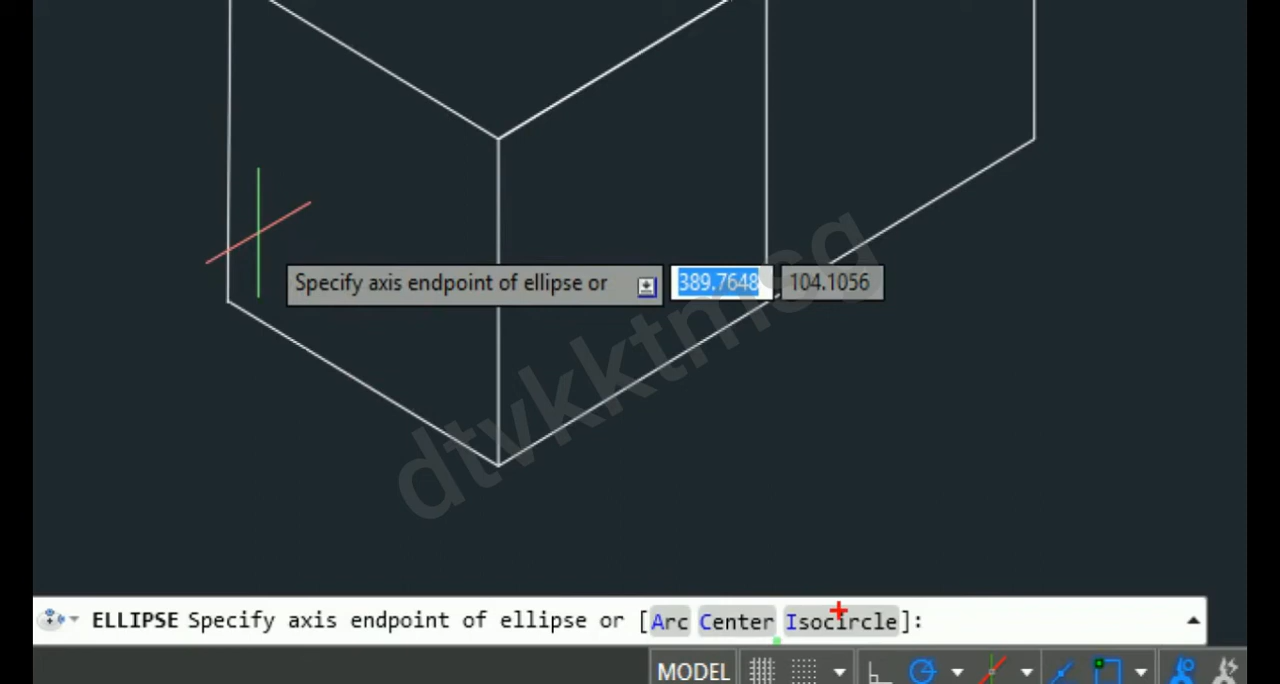 Specify axis endpoint of ellipse or 389.7648 104.1056
dtvkktmsg
ELLIPSE Specify axis endpoint of ellipse or [Arc Center Isocircle]:
MODEL